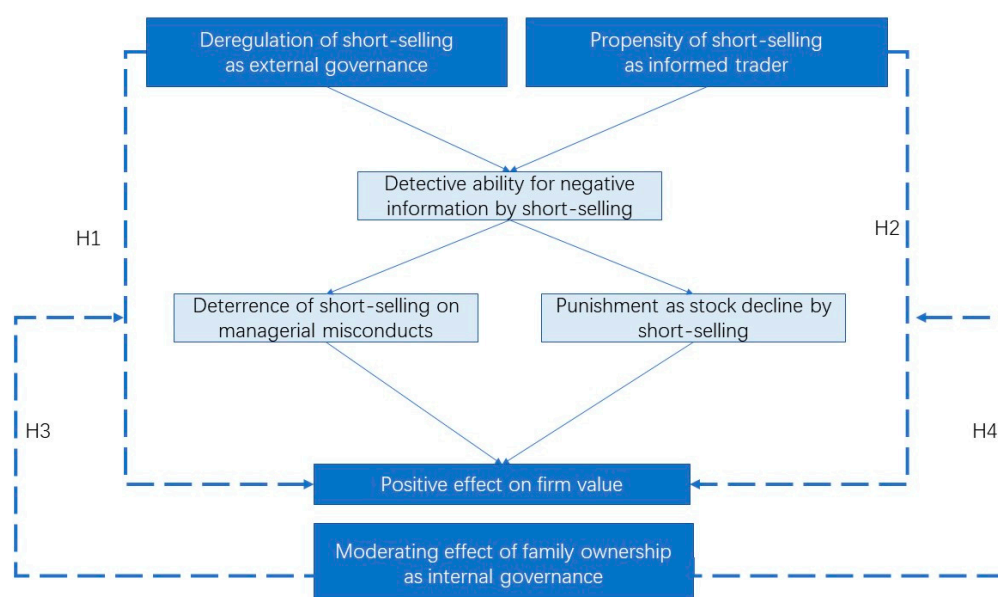 Deregulation of short-selling
as external governance
Propensity of short-selling
as informed trader
Detective ability for negative
information by short-selling
H1
H2
Deterrence of short-selling on
managerial misconducts
Punishment as stock decline by
short-selling
H3
H4
Positive effect on firm value
Moderating effect of family ownership
as internal governance